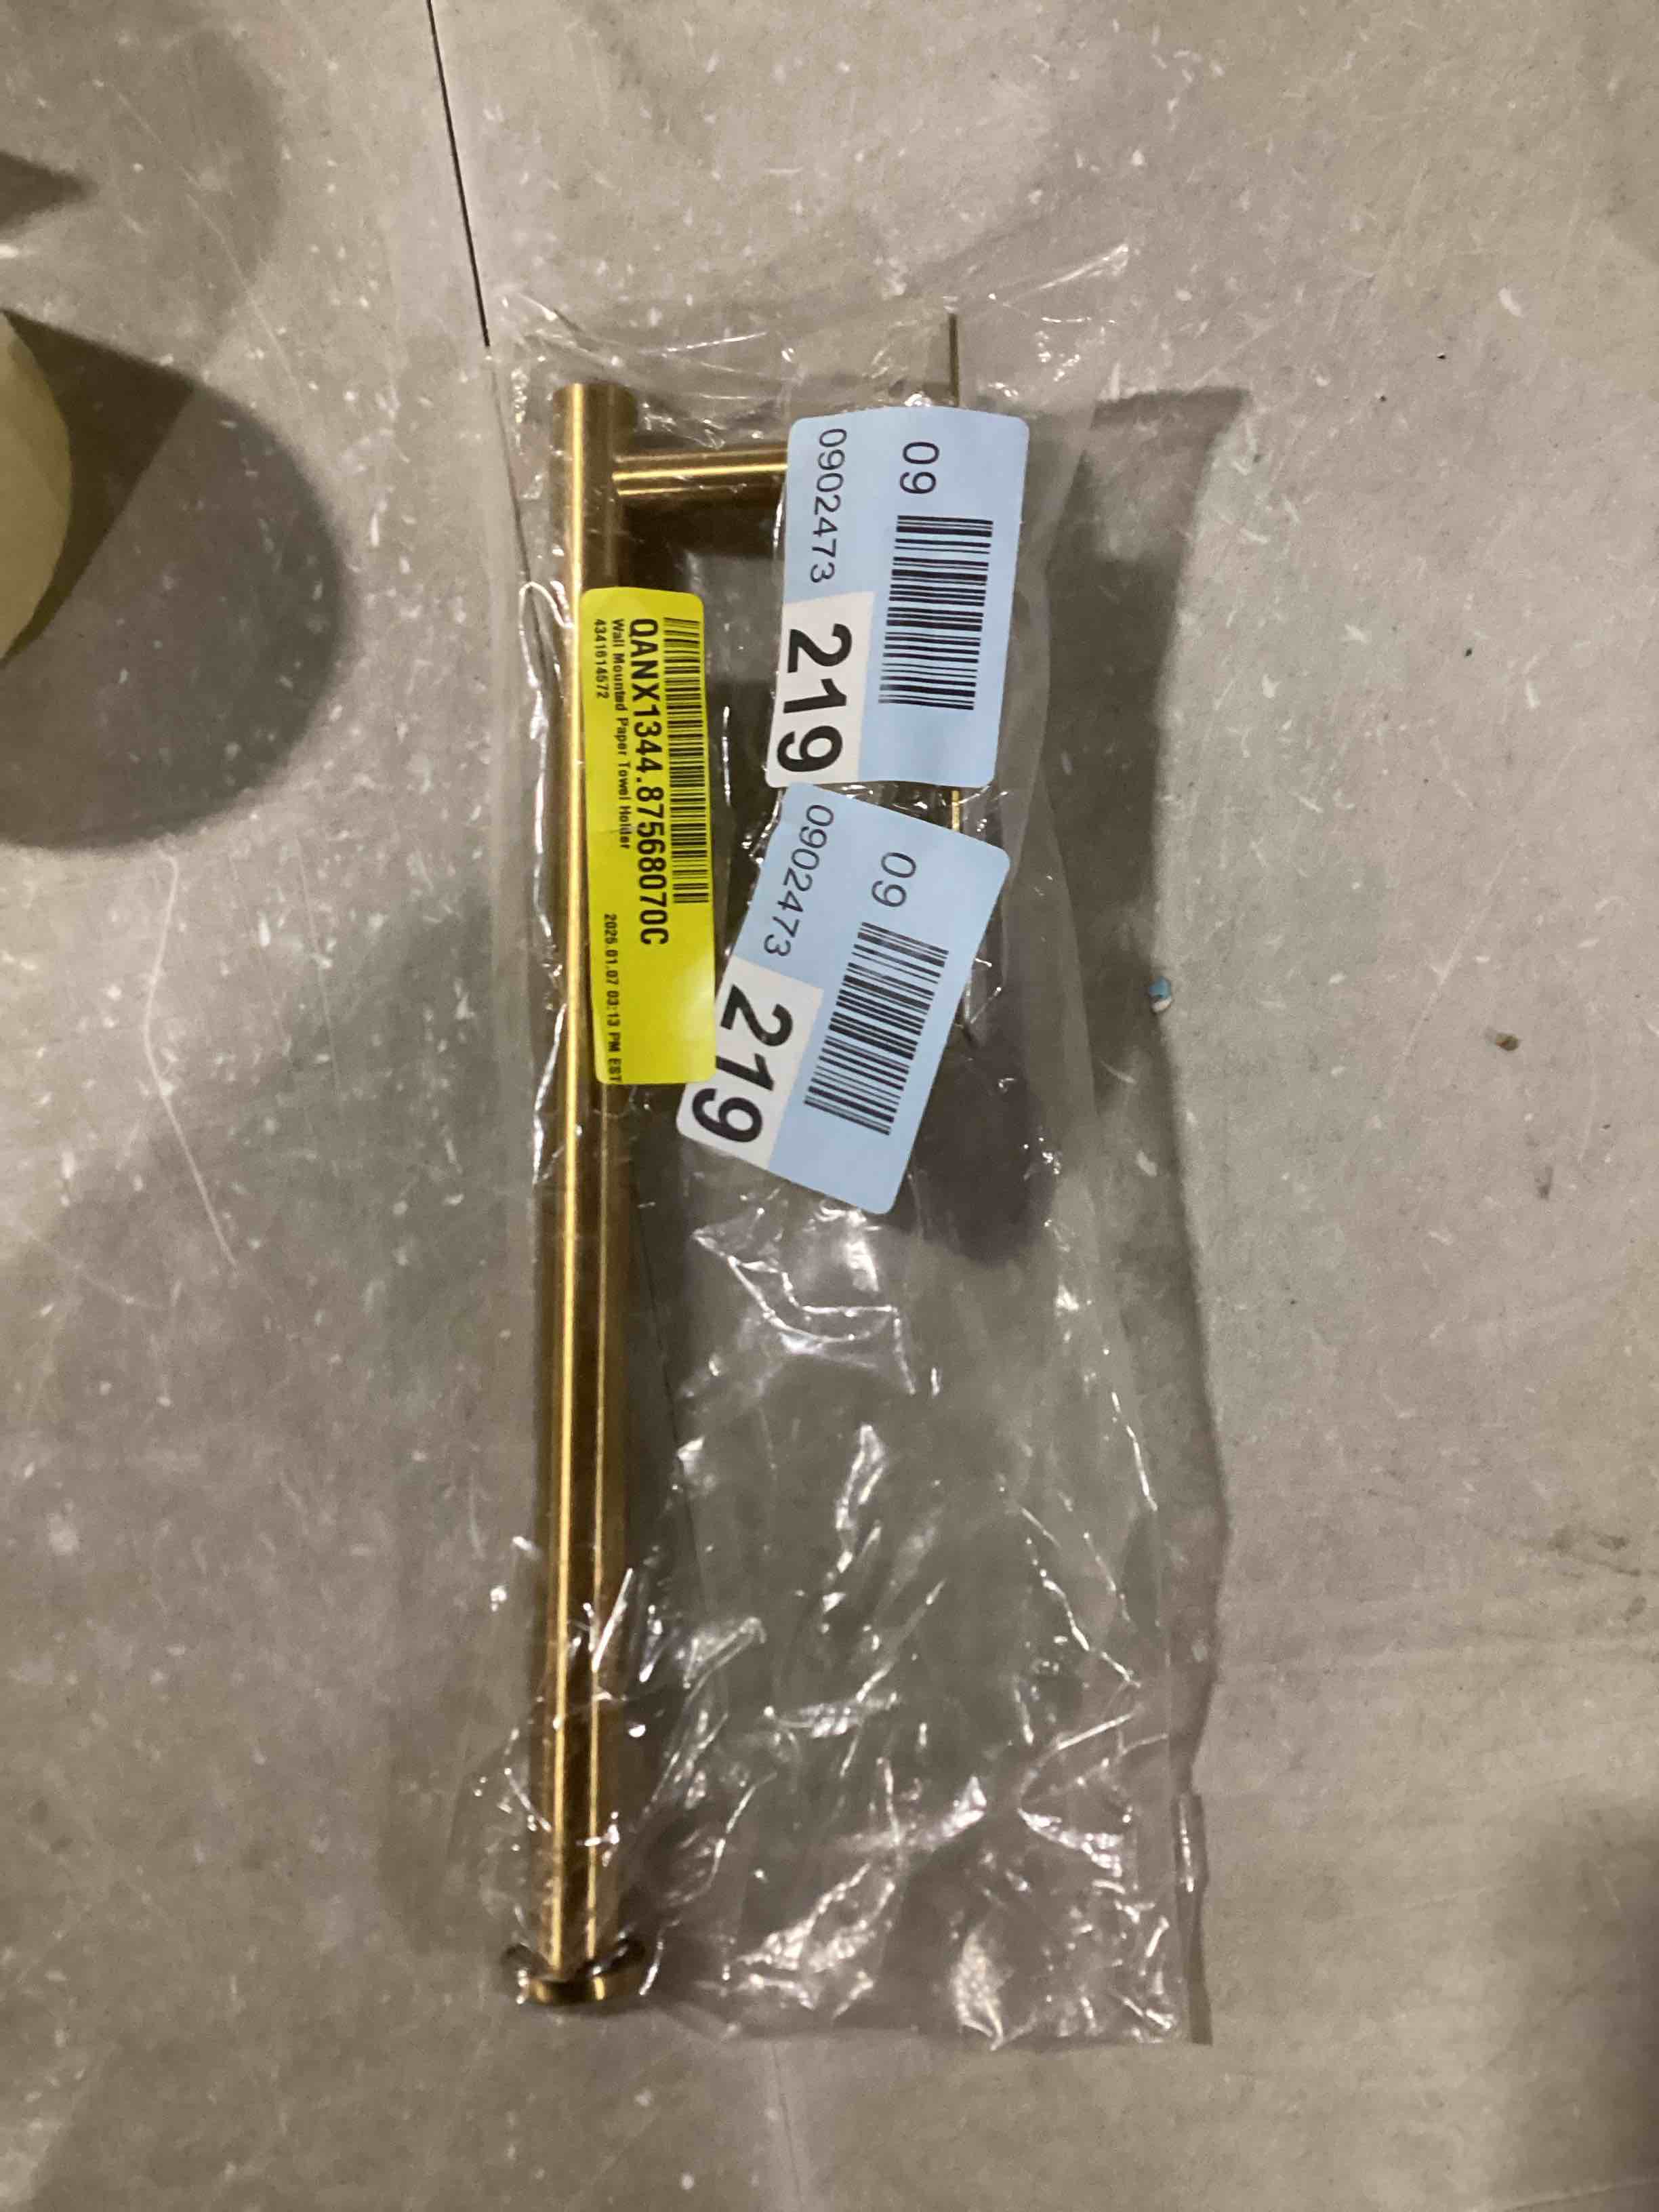 09
0902473
219
QANX1344.87568070C
Wall Mounted Paper Towel Holder
4341614572
2025.01.07 03:13 PM EST
09
0902473
219